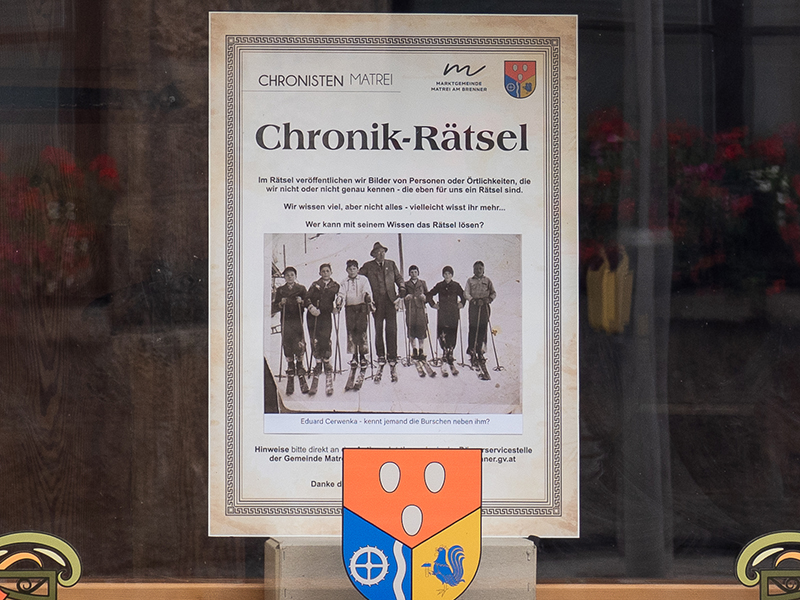 CHRONISTEN MATREI
MARKTGEMEINDE
MATREI AM BRENNER
Chronik-Rätsel
Im Rätsel veröffentlichen wir Bilder von Personen oder Örtlichkeiten, die
wir nicht oder nicht genau kennen - die eben für uns ein Rätsel sind.
Wir wissen viel, aber nicht alles - vielleicht wisst ihr mehr...
Wer kann mit seinem Wissen das Rätsel lösen?
Eduard Cerwenka - kennt jemand die Burschen neben ihm?
Hinweise bitte direkt an
der Gemeinde
Danke